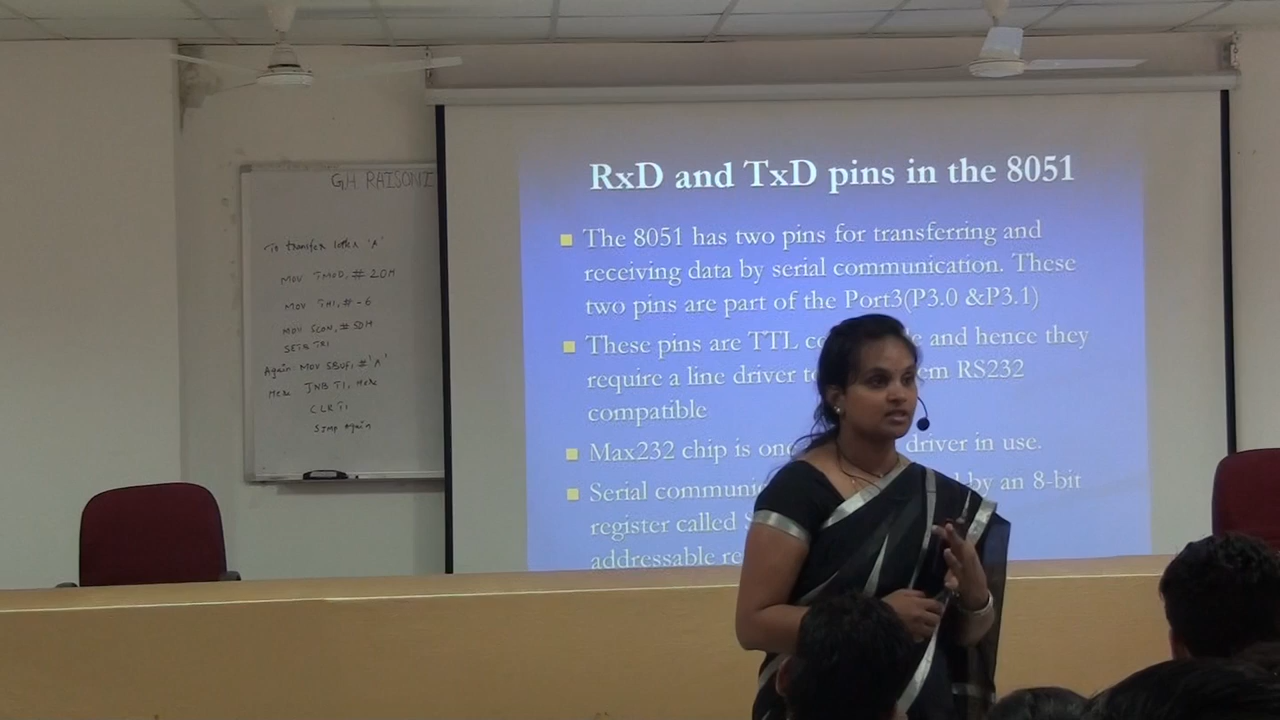 GH RAISONI
To transfer letter 'A'
MOV TMOD, # 20H
MOV TH1, # -6
MOV SCON, # 50H
SETB TR1
Again MOV SBUF, # 'A'
Here JNB TI, Here
CLR TI
SJMP Again
RxD and TxD pins in the 8051
The 8051 has two pins for transferring and
receiving data by serial communication. These
two pins are part of the Port3(P3.0 &P3.1)
These pins are TTL and hence they
require a line driver RS232
compatible
Max232 chip is driver in use.
Serial by an 8-bit
register called
addressable